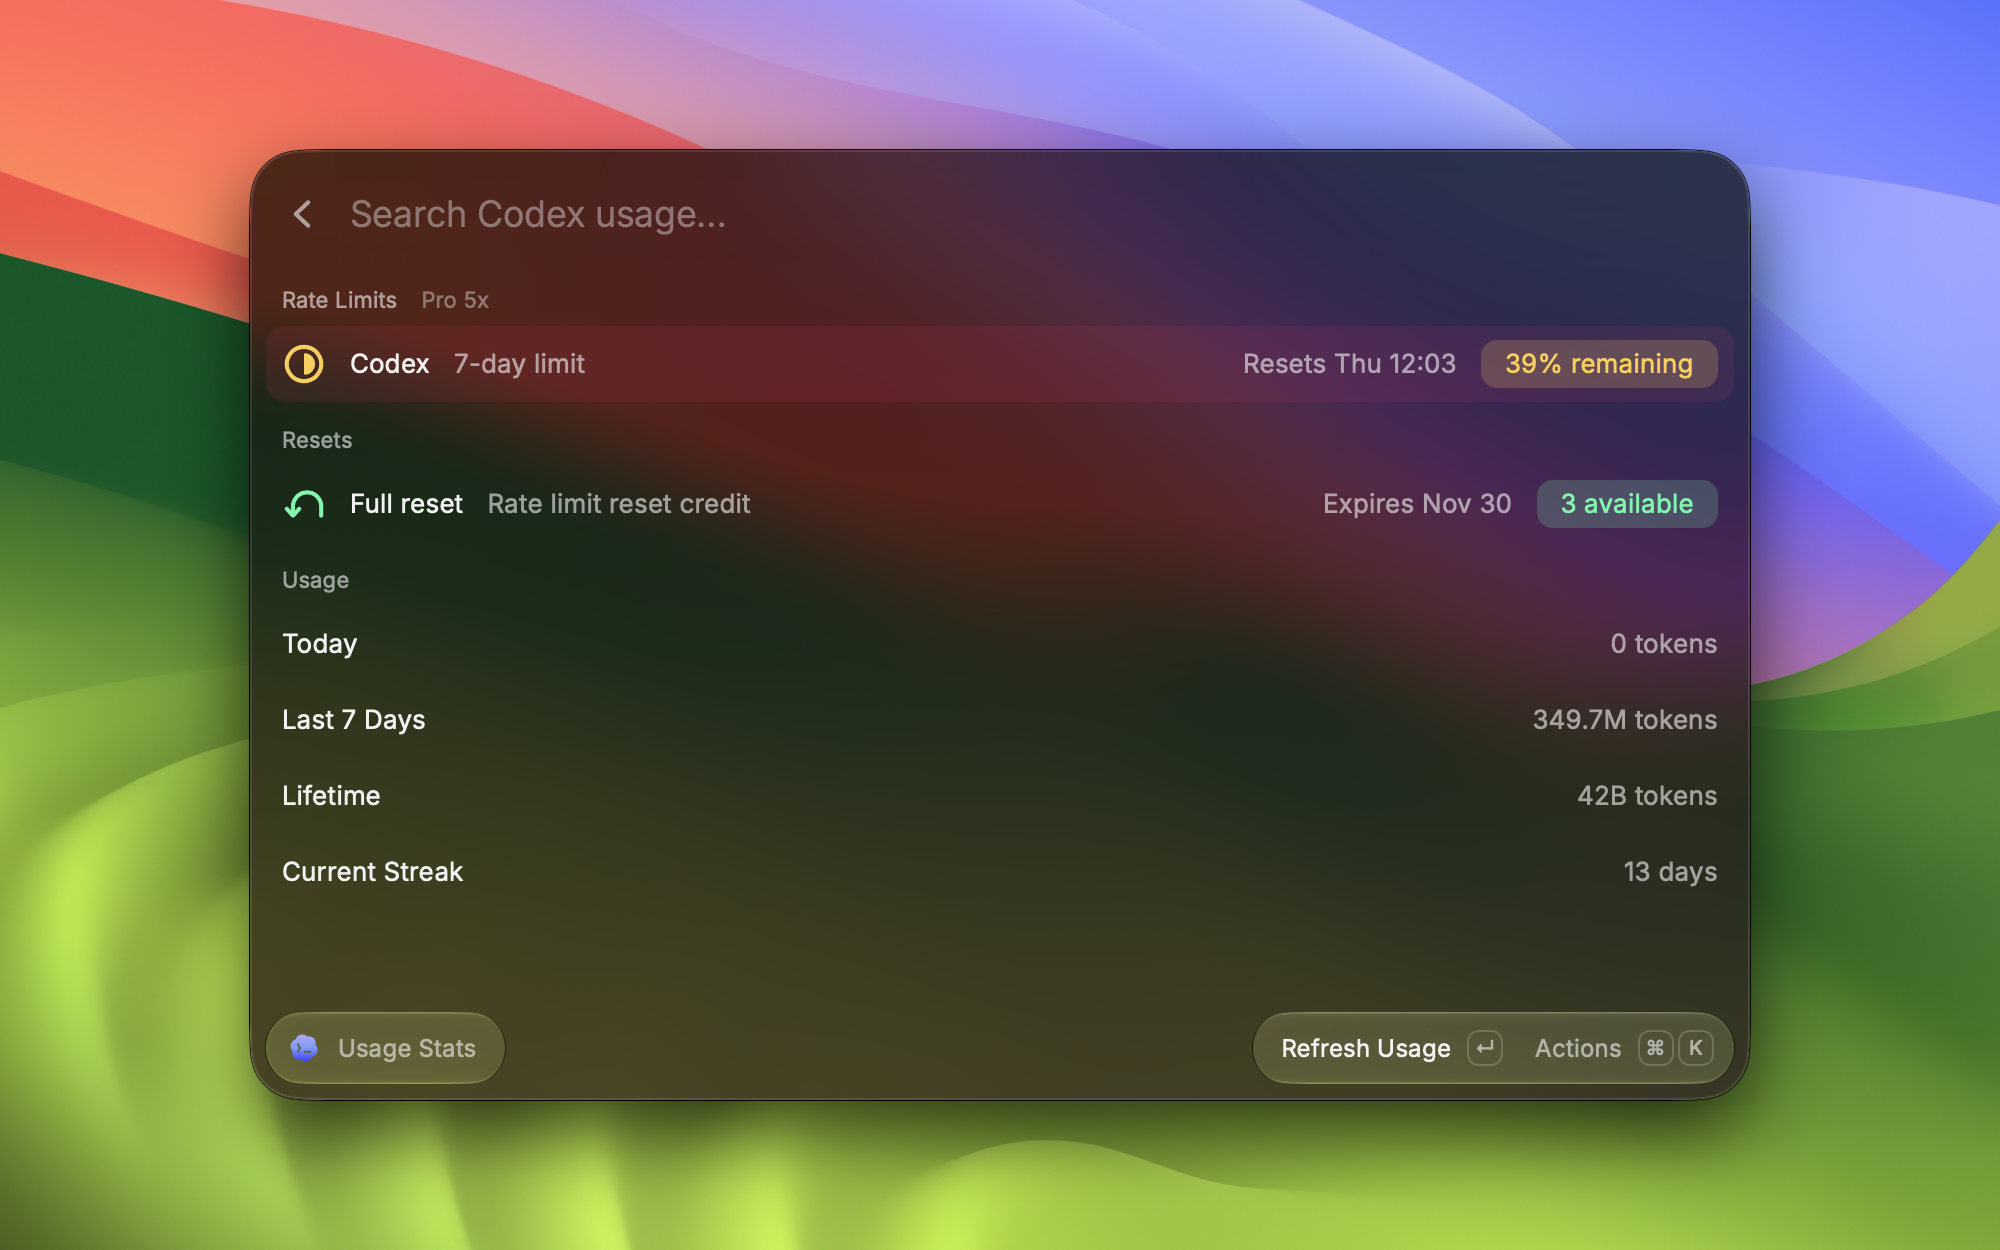 Search Codex usage...
Rate Limits Pro 5x
Codex 7-day limit Resets Thu 12:03 39% remaining
Resets
Full reset Rate limit reset credit Expires Nov 30 3 available
Usage
Today 0 tokens
Last 7 Days 349.7M tokens
Lifetime 42B tokens
Current Streak 13 days
Usage Stats Refresh Usage ↵ Actions ⌘ K